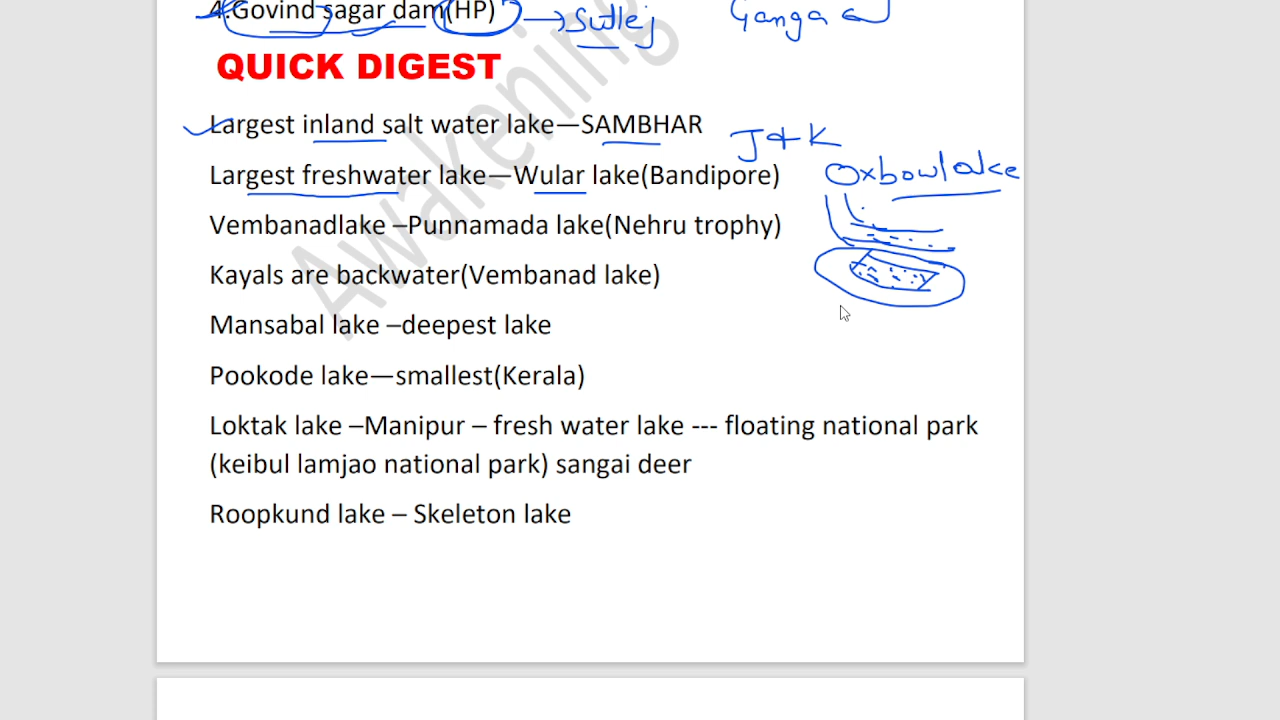 4.Govind sagar dam(HP) → Sutlej Ganga
QUICK DIGEST
Largest inland salt water lake—SAMBHAR
J & K
Largest freshwater lake—Wular lake(Bandipore)
Oxbowlake
Vembanadlake –Punnamada lake(Nehru trophy)
Kayals are backwater(Vembanad lake)
Mansabal lake –deepest lake
Pookode lake—smallest(Kerala)
Loktak lake –Manipur – fresh water lake --- floating national park
(keibul lamjao national park) sangai deer
Roopkund lake – Skeleton lake
Awakening